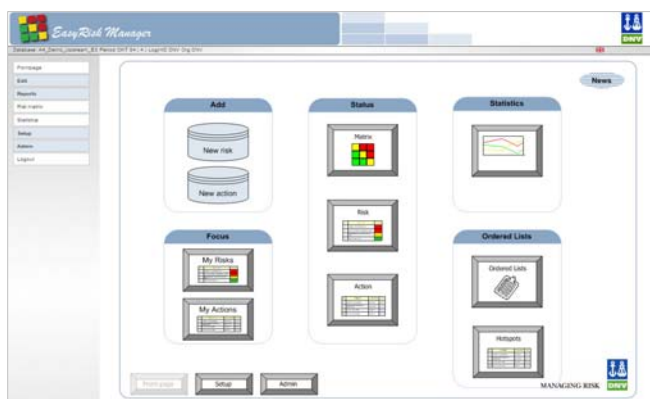 EasyRisk Manager
DNV
Frontpage
Edit
Reports
Risk matrix
Statistics
Setup
Admin
Logout
News
Add
New risk
New action
Status
Matrix
Risk
Action
Statistics
Focus
My Risks
My Actions
Ordered Lists
Ordered Lists
Hotspots
Front page
Setup
Admin
MANAGING RISK
DNV